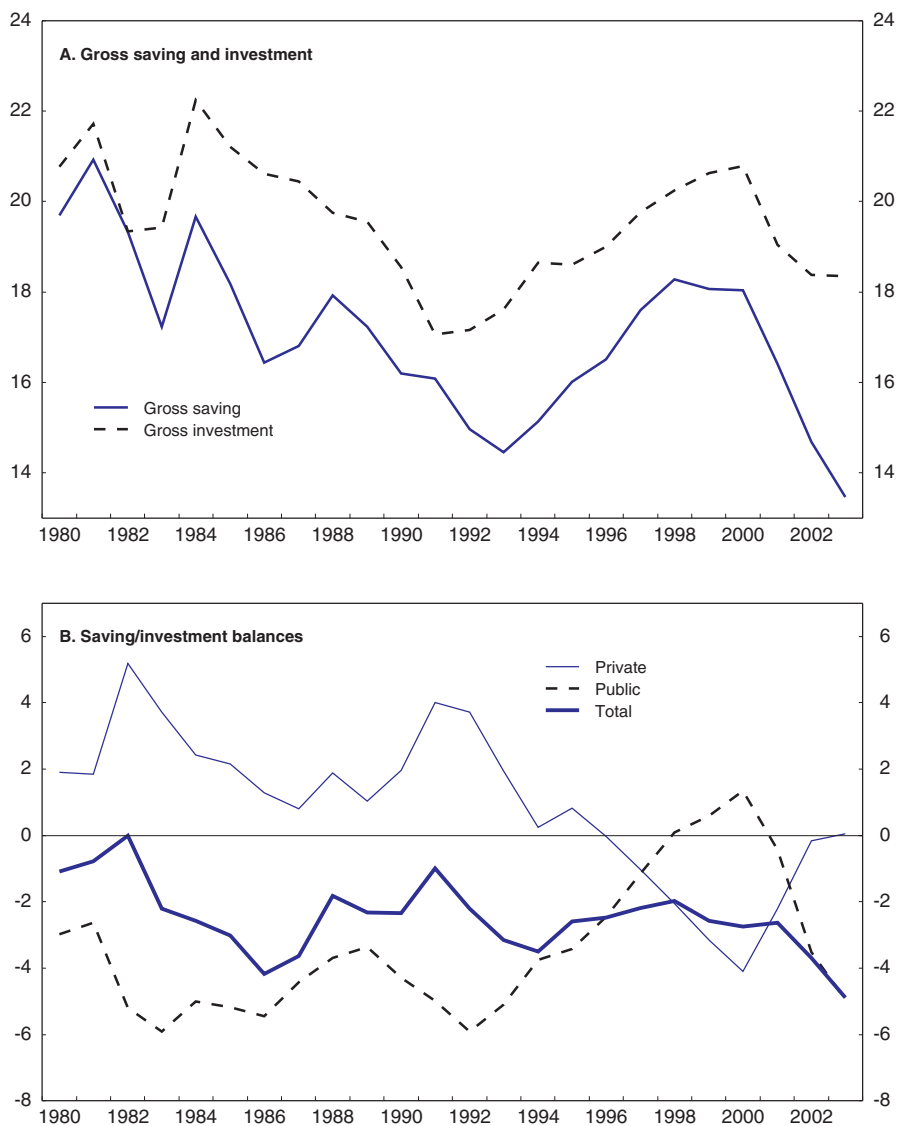 24 24
A. Gross saving and investment
22 22
20 20
18 18
16 16
Gross saving
Gross investment
14 14
1980 1982 1984 1986 1988 1990 1992 1994 1996 1998 2000 2002
B. Saving/investment balances
6 6
Private
Public
Total
4 4
2 2
0 0
-2 -2
-4 -4
-6 -6
-8 -8
1980 1982 1984 1986 1988 1990 1992 1994 1996 1998 2000 2002